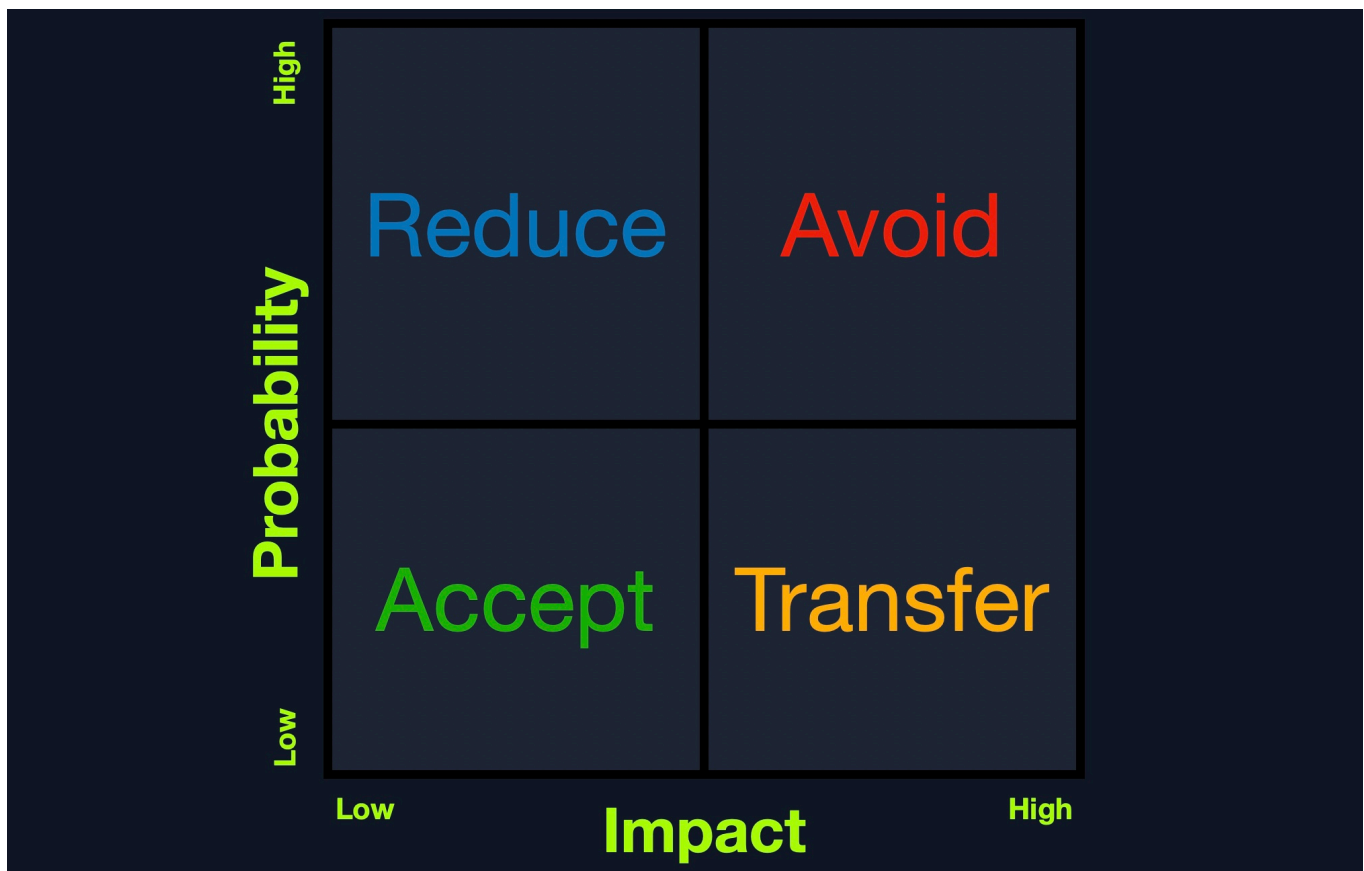 High
Reduce
Avoid
Probability
Accept
Transfer
Low
Low
Impact
High